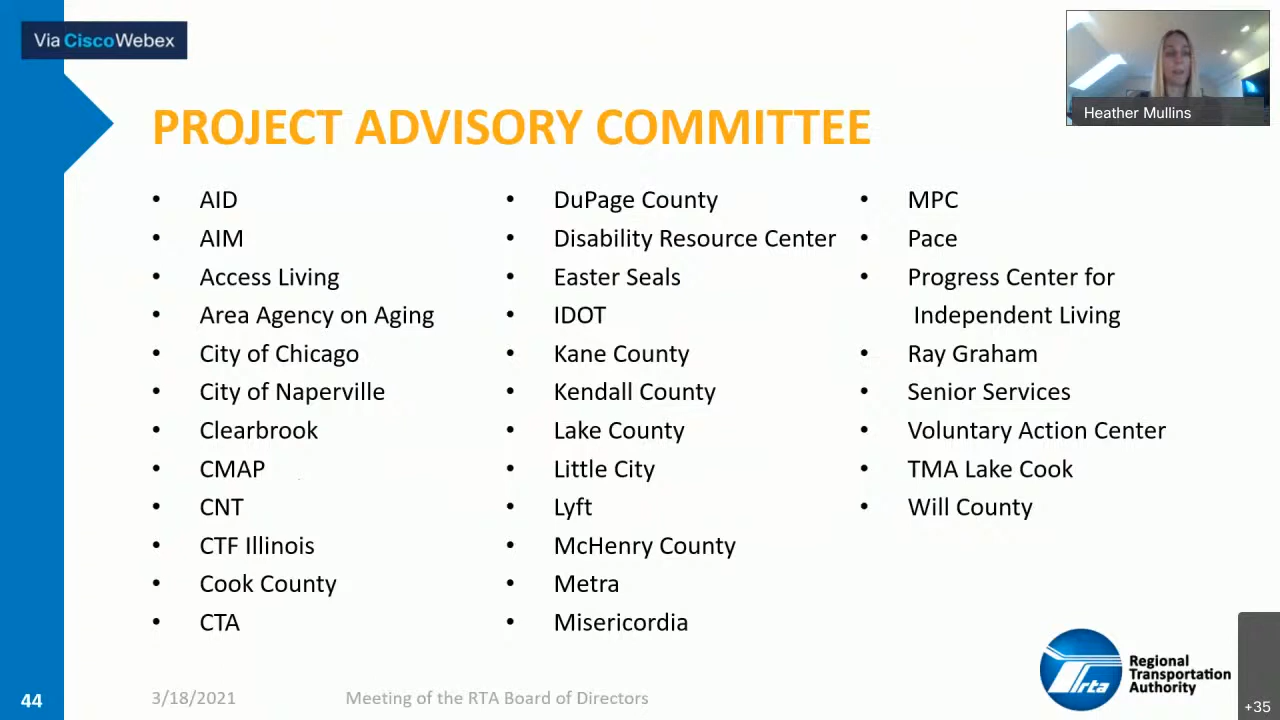 Via CiscoWebex
Heather Mullins
PROJECT ADVISORY COMMITTEE
• AID
• AIM
• Access Living
• Area Agency on Aging
• City of Chicago
• City of Naperville
• Clearbrook
• CMAP
• CNT
• CTF Illinois
• Cook County
• CTA
• DuPage County
• Disability Resource Center
• Easter Seals
• IDOT
• Kane County
• Kendall County
• Lake County
• Little City
• Lyft
• McHenry County
• Metra
• Misericordia
• MPC
• Pace
• Progress Center for
Independent Living
• Ray Graham
• Senior Services
• Voluntary Action Center
• TMA Lake Cook
• Will County
rta
Regional
Transportation
Authority
44
3/18/2021
Meeting of the RTA Board of Directors
+35